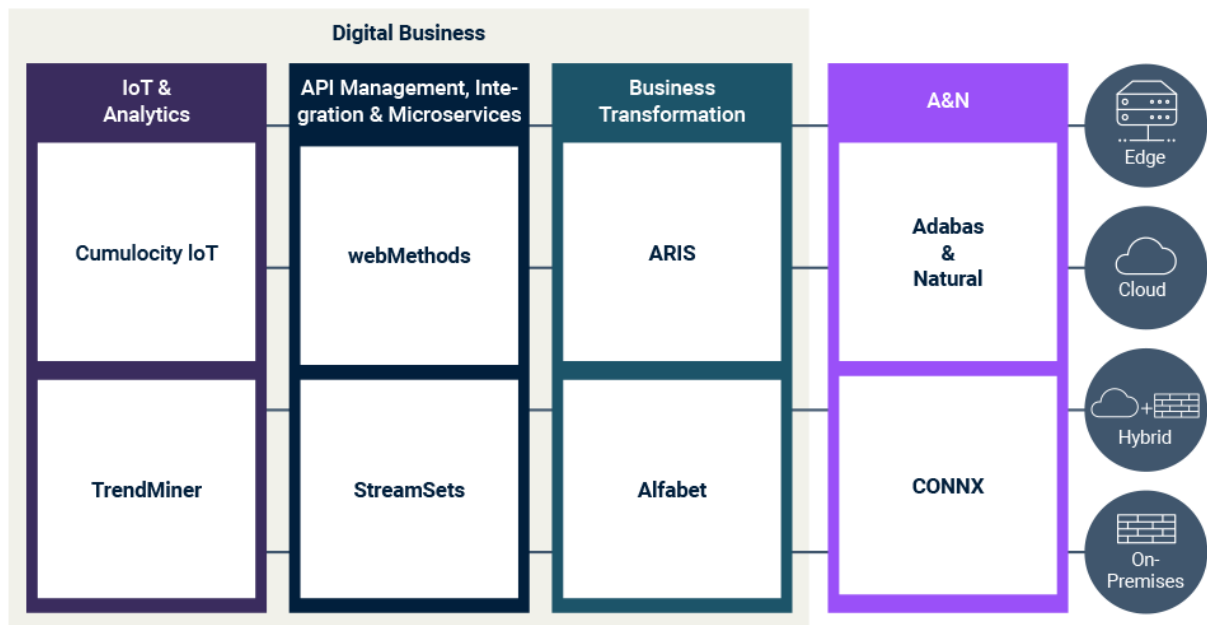 Digital Business
IoT &
Analytics
API Management, Inte-
gration & Microservices
Business
Transformation
A&N
Edge
Cumulocity loT
webMethods
ARIS
Adabas
&
Natural
Cloud
TrendMiner
StreamSets
Alfabet
CONNX
+
Hybrid
On-
Premises